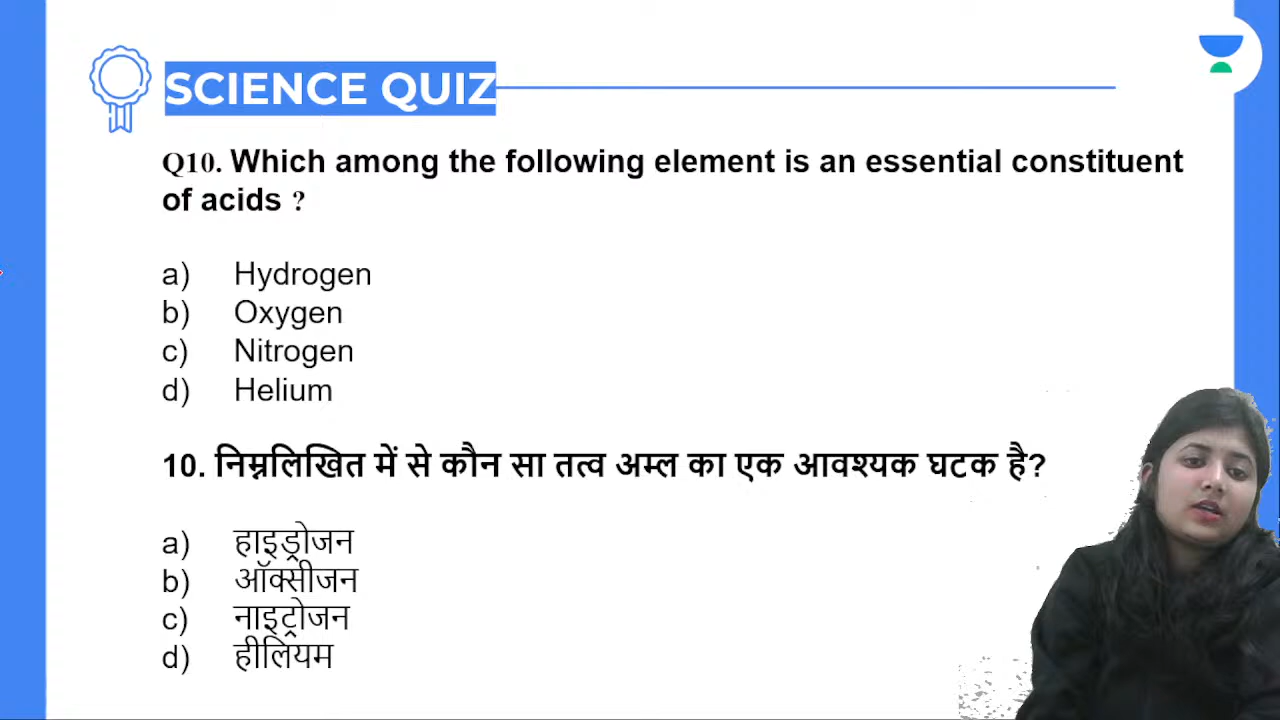 SCIENCE QUIZ
Q10. Which among the following element is an essential constituent
of acids ?
a) Hydrogen
b) Oxygen
c) Nitrogen
d) Helium
10. निम्नलिखित में से कौन सा तत्व अम्ल का एक आवश्यक घटक है?
a) हाइड्रोजन
b) ऑक्सीजन
c) नाइट्रोजन
d) हीलियम